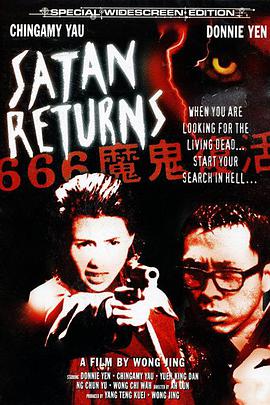 SPECIAL WIDESCREEN EDITION
CHINGAMY YAU
DONNIE YEN
SATAN
RETURNS
WHEN YOU ARE
LOOKING FOR THE
LIVING DEAD...
START YOUR
SEARCH IN HELL...
666魔鬼復活
A FILM BY WONG JING
STARRING DONNIE YEN • CHINGAMY YAU • YUEN KING DAN
NG CHUN YU • WONG CHI WAH • DIRECTED BY AH LUN
PRODUCED BY YANG TENG KUEI • WONG JING